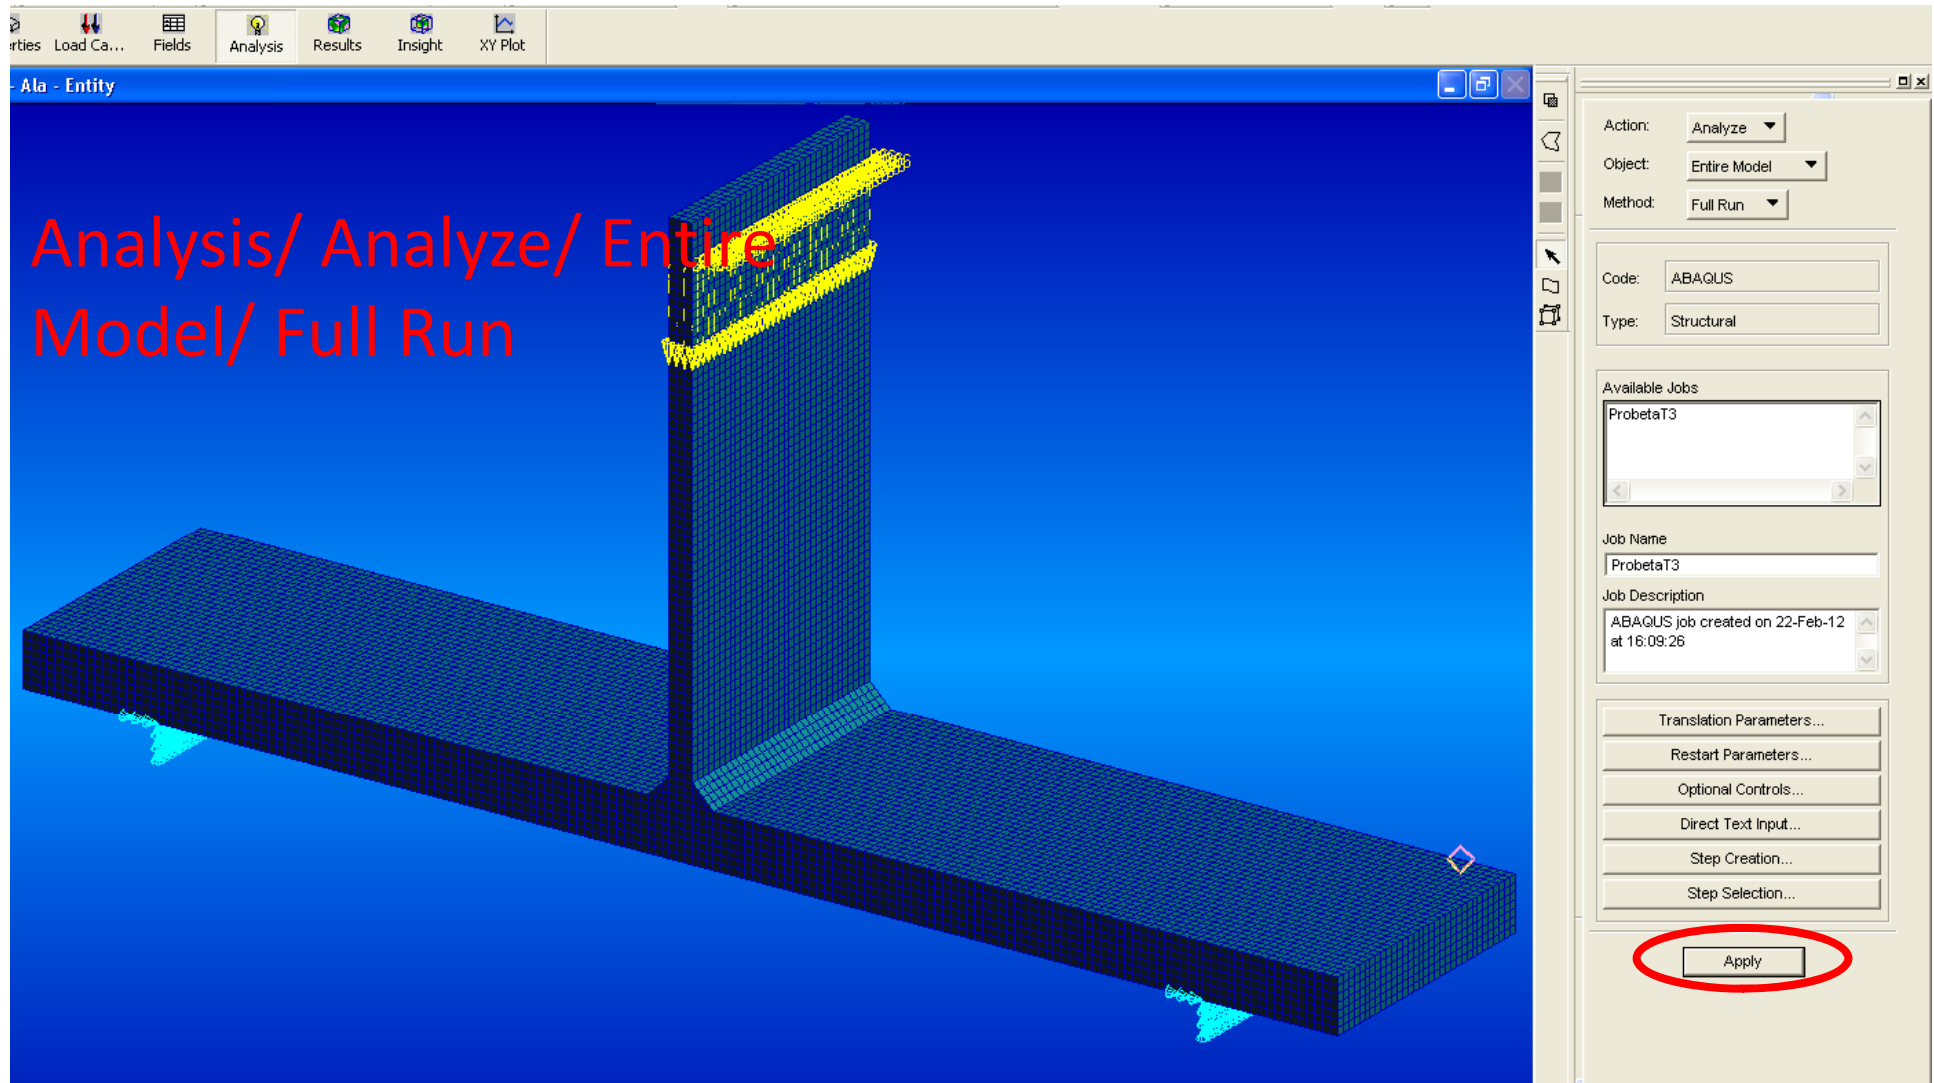 erties Load Ca... Fields Analysis Results Insight XY Plot
- Ala - Entity
Analysis/ Analyze/ Entire
Model/ Full Run
Action: Analyze
Object: Entire Model
Method: Full Run
Code: ABAQUS
Type: Structural
Available Jobs
ProbetaT3
Job Name
ProbetaT3
Job Description
ABAQUS job created on 22-Feb-12
at 16:09:26
Translation Parameters...
Restart Parameters...
Optional Controls...
Direct Text Input...
Step Creation...
Step Selection...
Apply